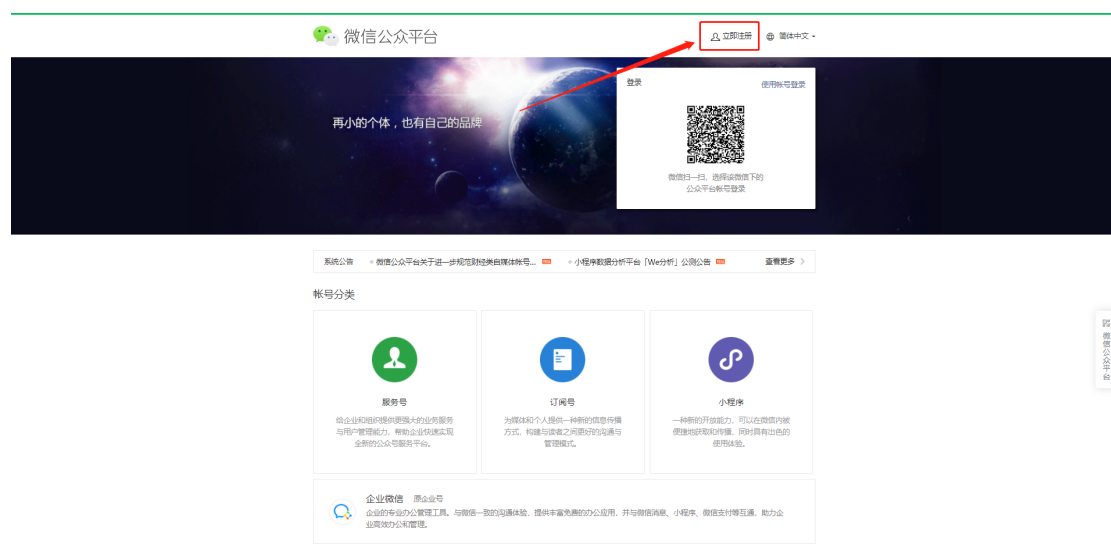 微信公众平台
立即注册
简体中文
登录
使用帐号登录
再小的个体，也有自己的品牌
微信扫一扫，选择该微信下的
公众平台帐号登录
系统公告
微信公众平台关于进一步规范财经类自媒体帐号...
小程序数据分析平台「We分析」公测公告
查看更多
帐号分类
服务号
给企业和组织提供更强大的业务服务
与用户管理能力，帮助企业快速实现
全新的公众号服务平台。
订阅号
为媒体和个人提供一种新的信息传播
方式，构建与读者之间更好的沟通与
管理模式。
小程序
一种新的开放能力，可以在微信内被
便捷地获取和传播，同时具有出色的
使用体验。
企业微信 原企业号
企业的专业办公管理工具。与微信一致的沟通体验，提供丰富免费的办公应用，并与微信消息、小程序、微信支付等互通，助力企
业高效办公和管理。
微信公众平台